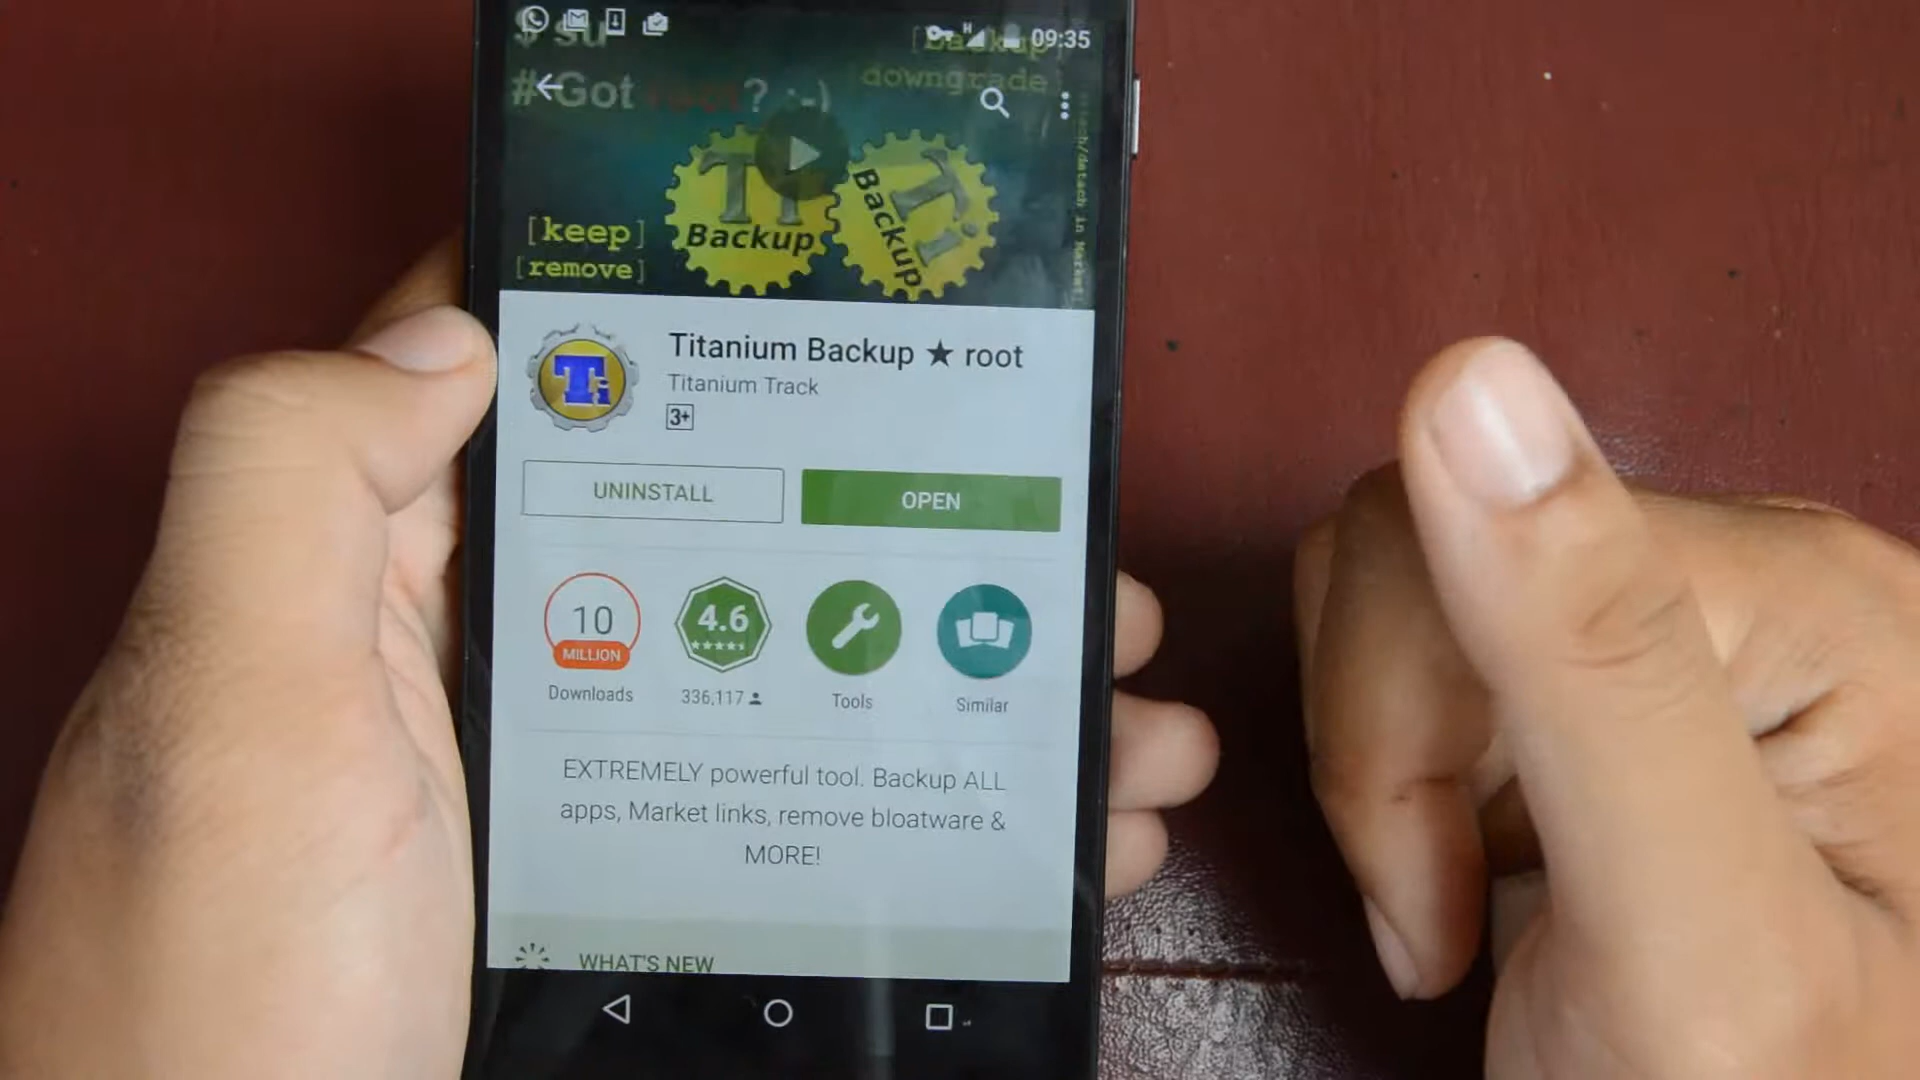 09:35
$ su
[backup]
downgrade
# Got root? :-)
Ti
Backup
Ti
Backup
[keep]
[remove]
Titanium Backup ★ root
Titanium Track
3+
UNINSTALL
OPEN
10
MILLION
Downloads
4.6
336,117
Tools
Similar
EXTREMELY powerful tool. Backup ALL
apps, Market links, remove bloatware &
MORE!
WHAT'S NEW